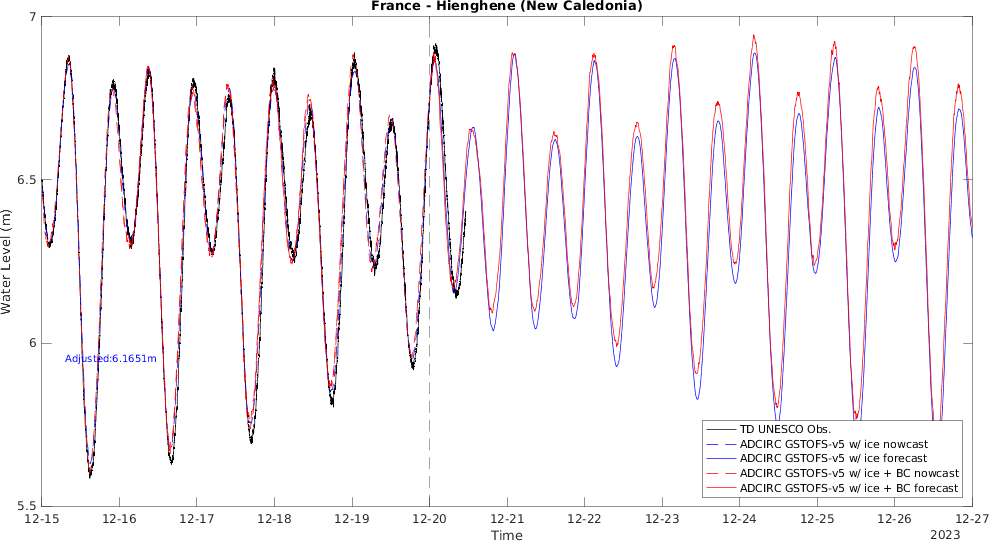 France - Hienghene (New Caledonia)
7
6.5
6
5.5
Water Level (m)
Adjusted:6.1651m
TD UNESCO Obs.
ADCIRC GSTOFS-v5 w/ ice nowcast
ADCIRC GSTOFS-v5 w/ ice forecast
ADCIRC GSTOFS-v5 w/ ice + BC nowcast
ADCIRC GSTOFS-v5 w/ ice + BC forecast
12-15 12-16 12-17 12-18 12-19 12-20 12-21 12-22 12-23 12-24 12-25 12-26 12-27
Time
2023